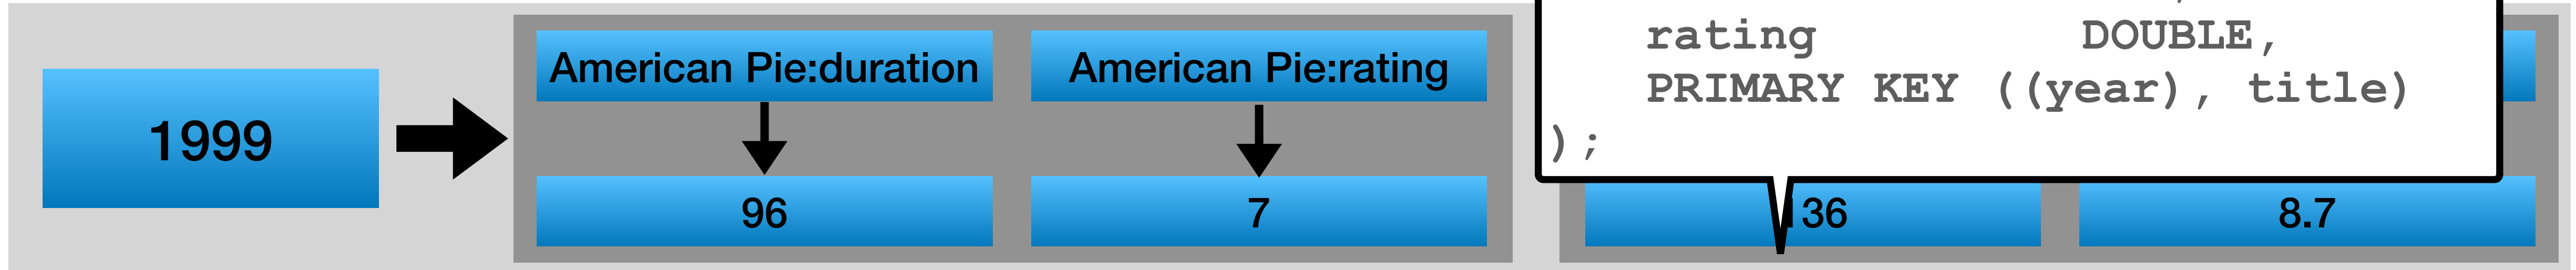 1999
American Pie:duration
American Pie:rating
96
7
rating DOUBLE,
PRIMARY KEY ((year), title)
);
36
8.7